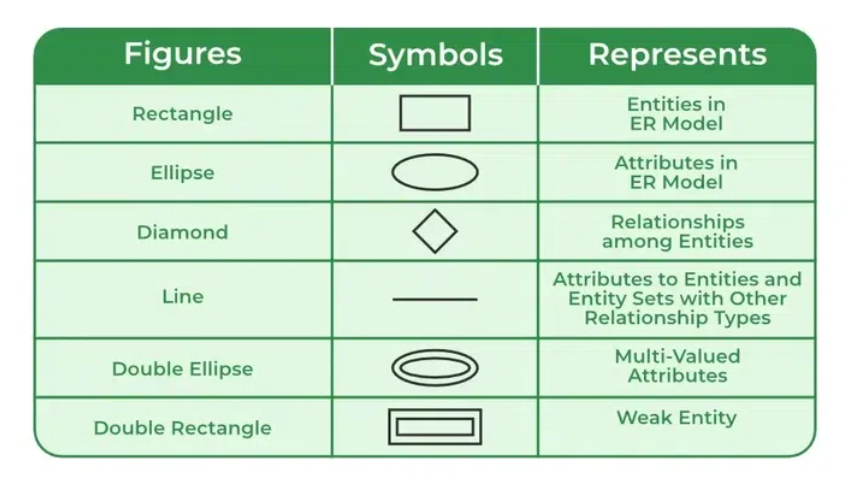 Figures
Symbols
Represents
Rectangle
Entities in
ER Model
Ellipse
Attributes in
ER Model
Diamond
Relationships
among Entities
Line
Attributes to Entities and
Entity Sets with Other
Relationship Types
Double Ellipse
Multi-Valued
Attributes
Double Rectangle
Weak Entity